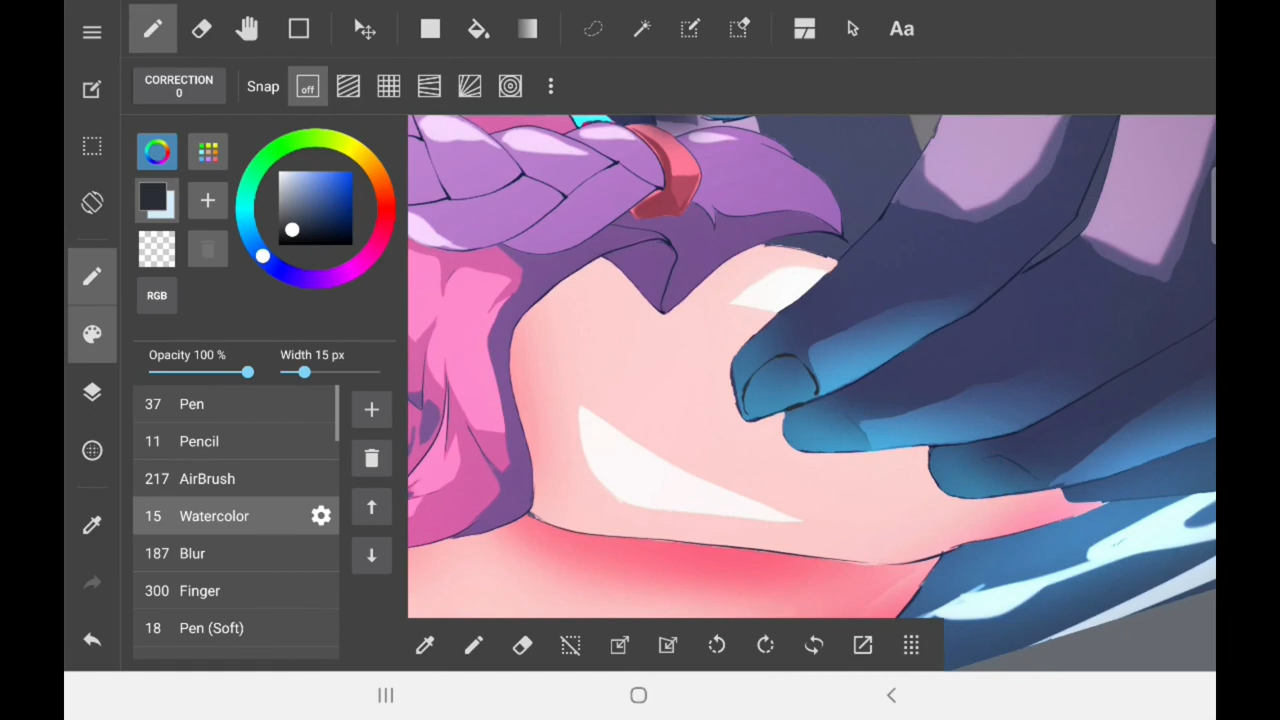 Aa
CORRECTION
0
Snap
off
RGB
Opacity 100 %
Width 15 px
37 Pen
11 Pencil
217 AirBrush
15 Watercolor
187 Blur
300 Finger
18 Pen (Soft)